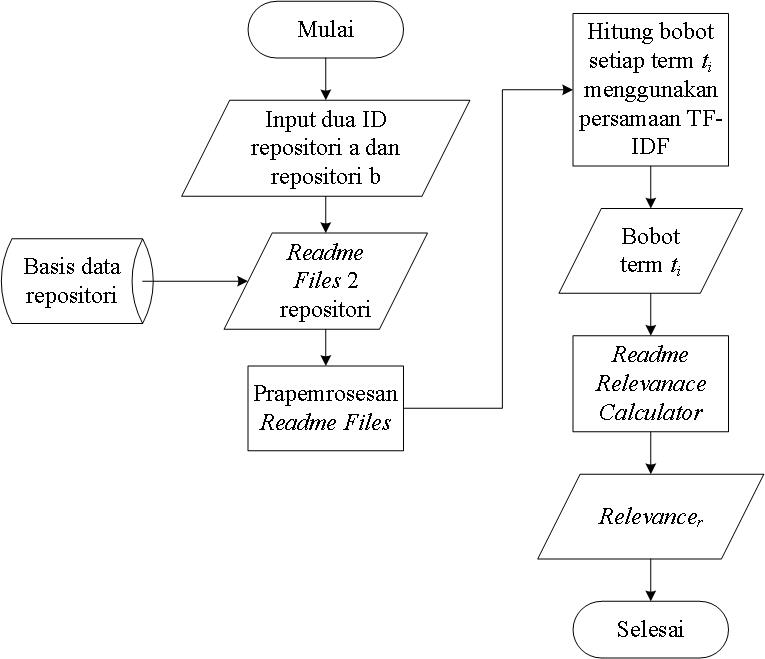 Mulai
Input dua ID
repositori a dan
repositori b
Basis data
repositori
Readme
Files 2
repositori
Prapemrosesan
Readme Files
Hitung bobot
setiap term ti
menggunakan
persamaan TF-
IDF
Bobot
term ti
Readme
Relevanace
Calculator
Relevancer
Selesai